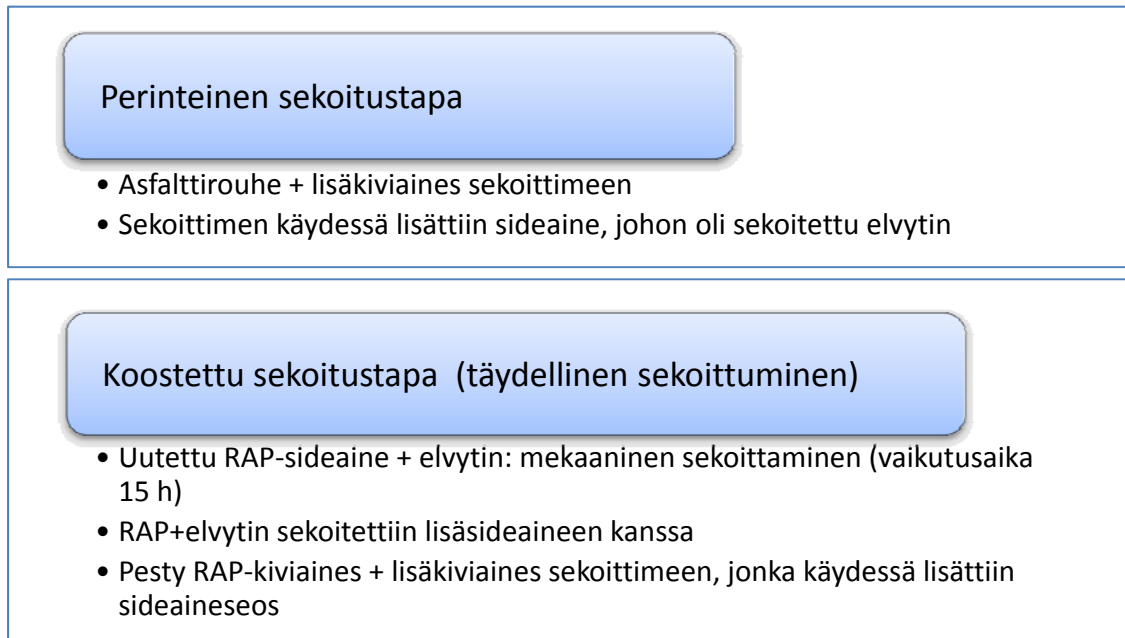 Perinteinen sekoitustapa
• Asfalttirouhe + lisäkiviaines sekoittimeen
• Sekoittimen käydessä lisättiin sideaine, johon oli sekoitettu elvytin
Koostettu sekoitustapa (täydellinen sekoittuminen)
• Uutettu RAP-sideaine + elvytin: mekaaninen sekoittaminen (vaikutusaika
15 h)
• RAP+elvytin sekoitettiin lisäsideaineen kanssa
• Pesty RAP-kiviaines + lisäkiviaines sekoittimeen, jonka käydessä lisättiin
sideaineseos